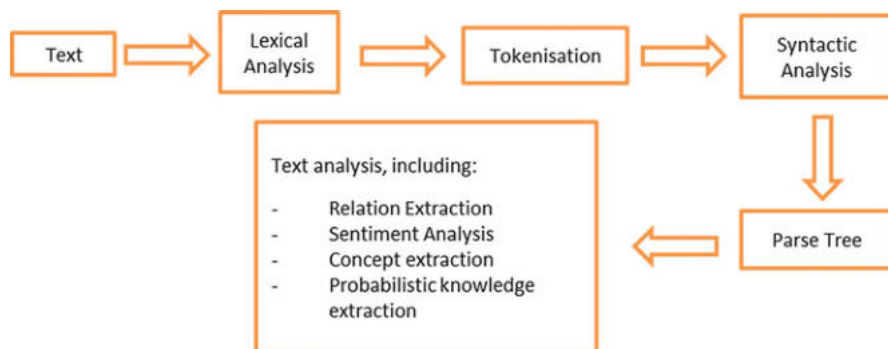 Text
Lexical
Analysis
Tokenisation
Syntactic
Analysis
Parse Tree
Text analysis, including:
- Relation Extraction
- Sentiment Analysis
- Concept extraction
- Probabilistic knowledge
extraction